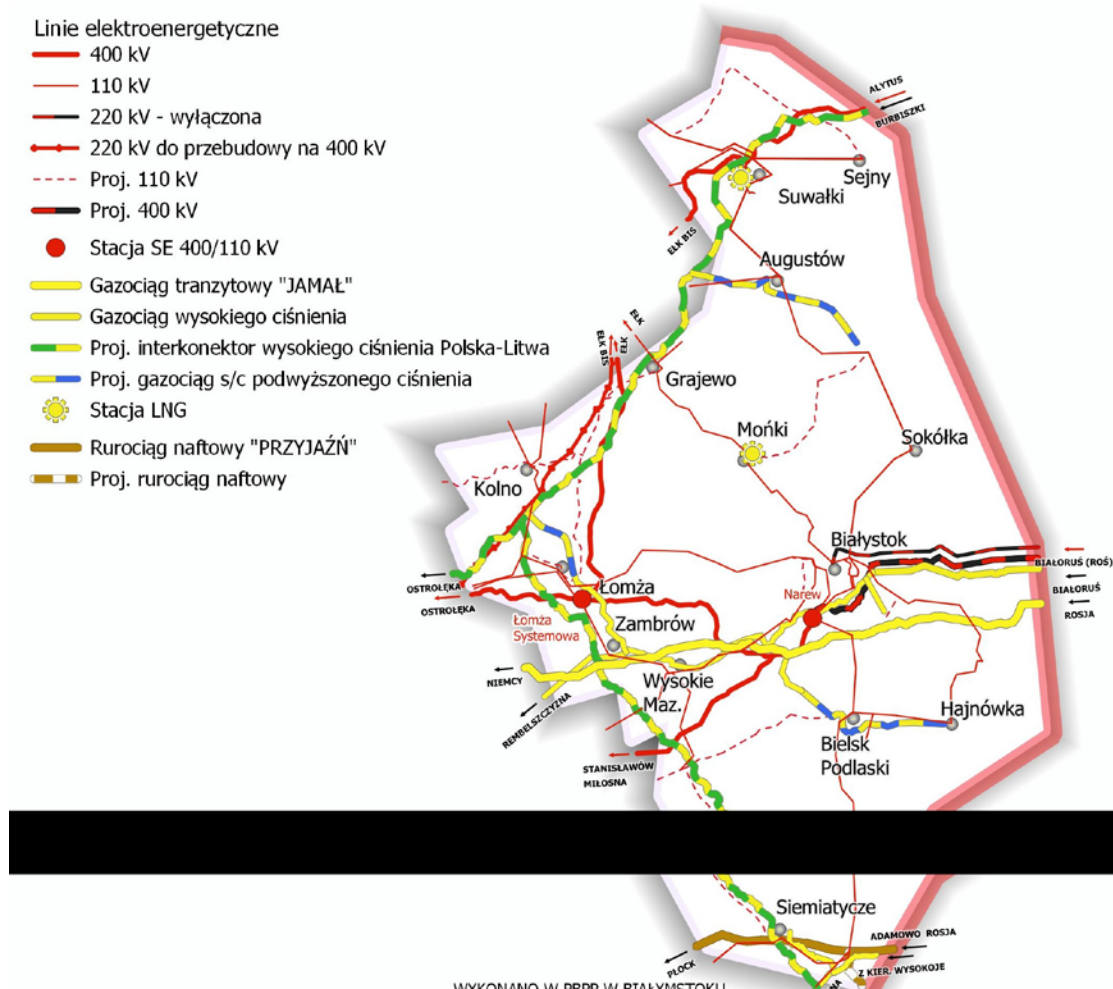 Linie elektroenergetyczne
400 kV
110 kV
220 kV - wyłączona
220 kV do przebudowy na 400 kV
Proj. 110 kV
Proj. 400 kV
Stacja SE 400/110 kV
Gazociąg tranzytowy "JAMAŁ"
Gazociąg wysokiego ciśnienia
Proj. interkonektor wysokiego ciśnienia Polska-Litwa
Proj. gazociąg s/c podwyższonego ciśnienia
Stacja LNG
Rurociąg naftowy "PRZYJAŹŃ"
Proj. rurociąg naftowy
ALYTUS
BURBISZKI
Sejny
Suwałki
EŁK BIS
Augustów
EŁK
EŁK BIS
EŁK
Grajewo
Mońki
Sokółka
Kolno
Białystok
BIAŁORUŚ (ROŚ)
BIAŁORUŚ
ROSJA
OSTROŁĘKA
OSTROŁĘKA
Łomża
Narew
Łomża
Systemowa
Zambrów
NIEMCY
REMBELSZCZYZNA
Wysokie
Maz.
Hajnówka
Bielsk
Podlaski
STANISŁAWÓW
MIŁOSNA
Siemiatycze
ADAMOWO ROSJA
PŁOCK
Z KIER. WYSOKOJE
WYKONANO W PBPP W BIAŁYMSTOKU